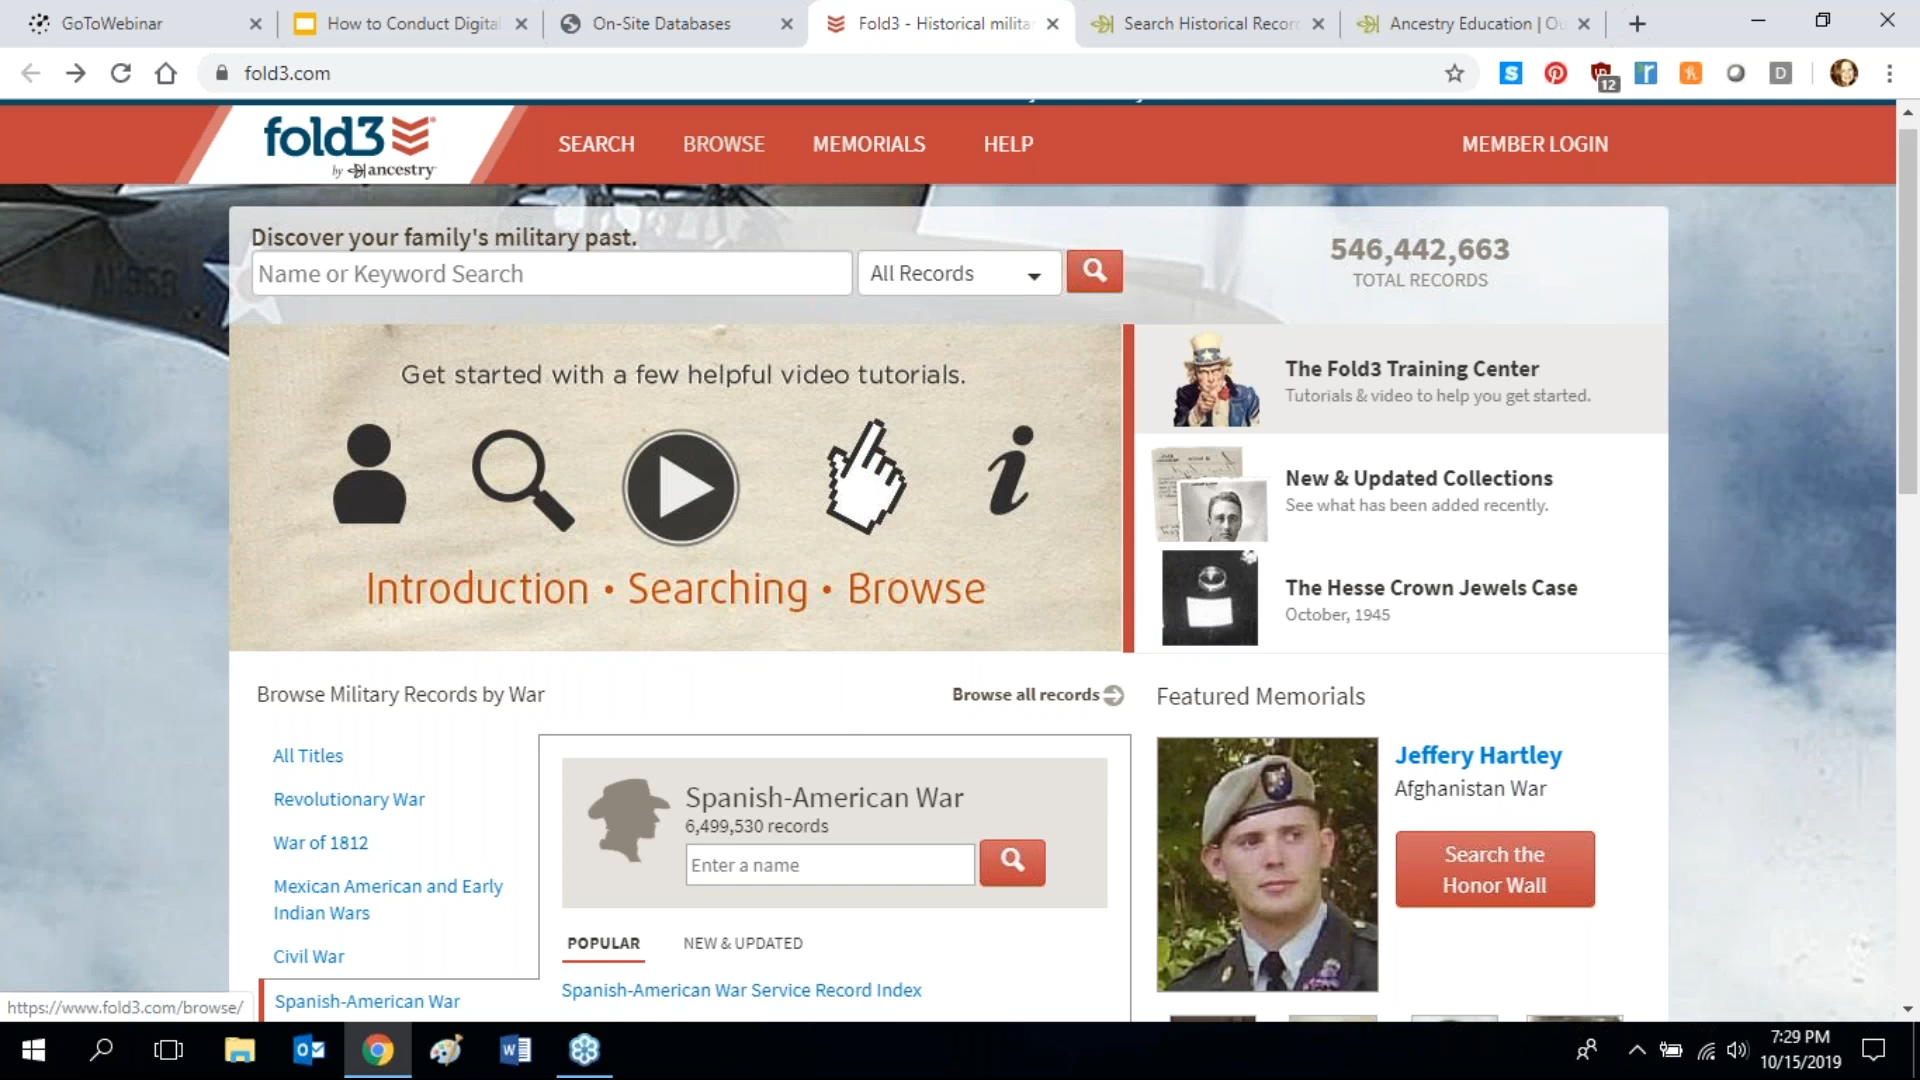 GoToWebinar
How to Conduct Digita
On-Site Databases
Fold3 - Historical milita
Search Historical Recor
Ancestry Education | Ou
fold3.com
12
D
fold3
by ancestry
SEARCH
BROWSE
MEMORIALS
HELP
MEMBER LOGIN
Discover your family's military past.
Name or Keyword Search
All Records
546,442,663
TOTAL RECORDS
Get started with a few helpful video tutorials.
Introduction • Searching • Browse
The Fold3 Training Center
Tutorials & video to help you get started.
New & Updated Collections
See what has been added recently.
The Hesse Crown Jewels Case
October, 1945
Browse Military Records by War
Browse all records
All Titles
Revolutionary War
War of 1812
Mexican American and Early
Indian Wars
Civil War
Spanish-American War
Spanish-American War
6,499,530 records
Enter a name
POPULAR
NEW & UPDATED
Spanish-American War Service Record Index
Featured Memorials
Jeffery Hartley
Afghanistan War
Search the
Honor Wall
https://www.fold3.com/browse/
7:29 PM
10/15/2019